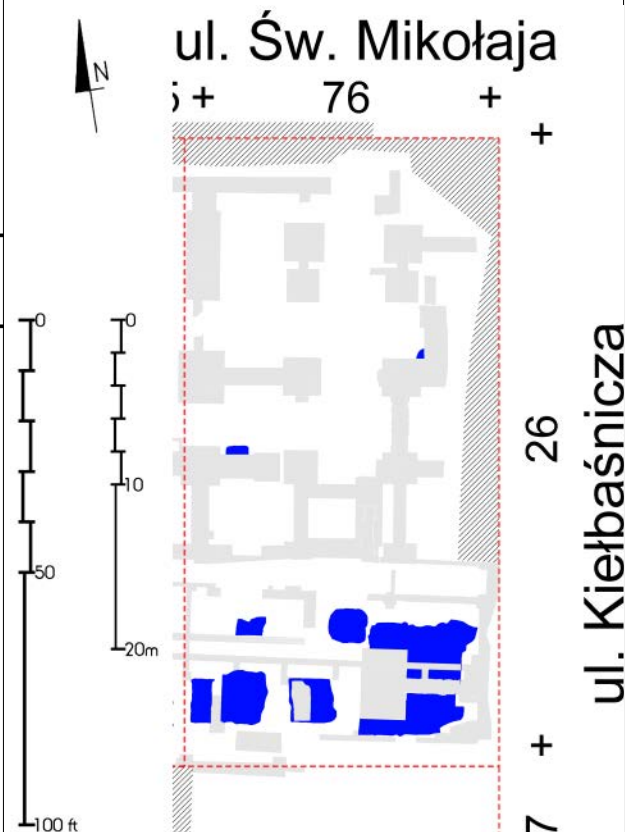 ul. Św. Mikołaja
N
+ 76 +
+
0 0
26
10
ul. Kiełbaśnicza
50
20m
+
100 ft